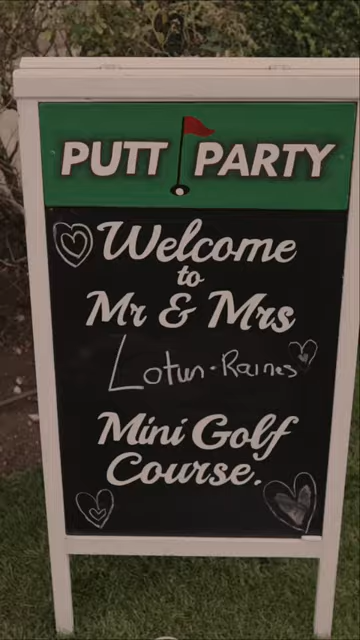 PUTT PARTY
Welcome
to
Mr & Mrs
Lotun-Raines
Mini Golf
Course.